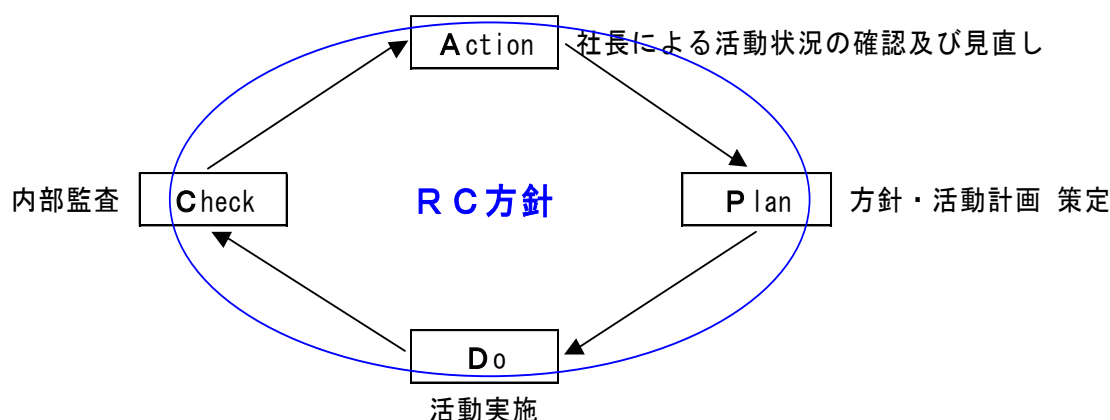 Action 社長による活動状況の確認及び見直し
内部監査 Check RC方針 Plan 方針・活動計画 策定
Do
活動実施